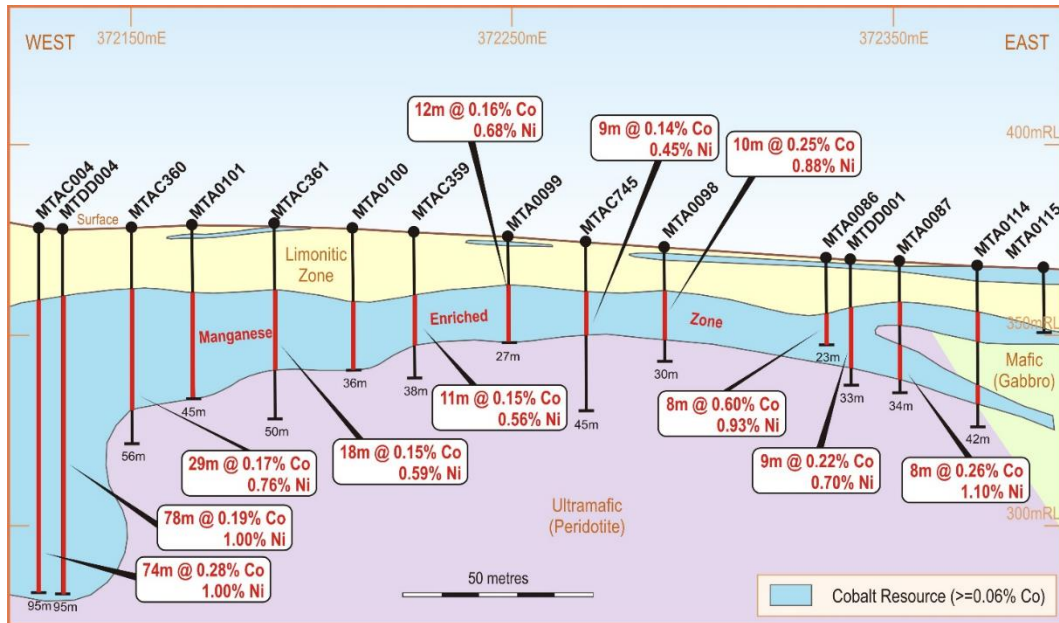 WEST
372150mE
372250mE
372350mE
EAST
400mRL
12m @ 0.16% Co
0.68% Ni
9m @ 0.14% Co
0.45% Ni
10m @ 0.25% Co
0.88% Ni
MTAC004
MTDD004
Surface
MTAC360
MTA0101
MTAC361
MTA0100
MTAC359
MTA0099
MTAC745
MTA0098
MTA0086
MTDD001
MTA0087
MTA0114
MTA0115
Limonitic
Zone
Manganese
Enriched
Zone
350mRL
Mafic
(Gabbro)
27m
23m
30m
36m
38m
33m
34m
45m
45m
50m
42m
56m
11m @ 0.15% Co
0.56% Ni
8m @ 0.60% Co
0.93% Ni
18m @ 0.15% Co
0.59% Ni
9m @ 0.22% Co
0.70% Ni
8m @ 0.26% Co
1.10% Ni
29m @ 0.17% Co
0.76% Ni
78m @ 0.19% Co
1.00% Ni
74m @ 0.28% Co
1.00% Ni
Ultramafic
(Peridotite)
300mRL
95m
95m
50 metres
Cobalt Resource (>=0.06% Co)